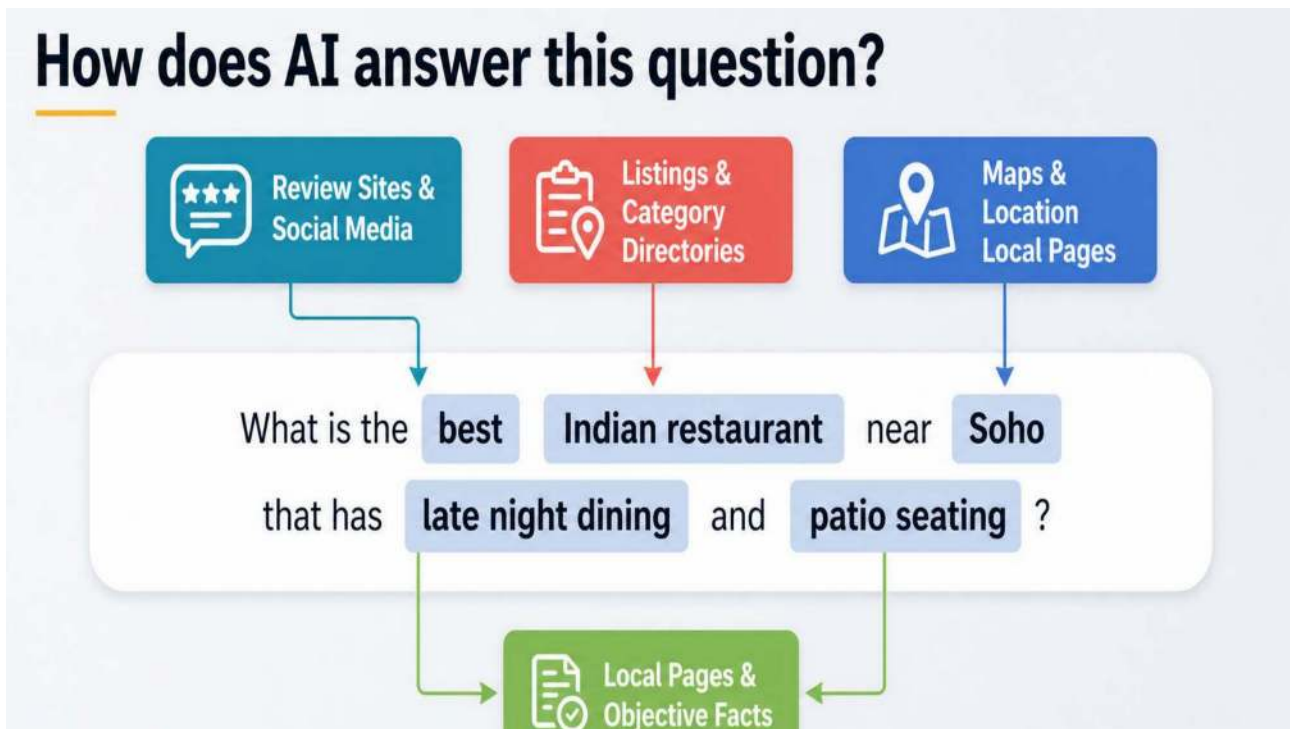 How does AI answer this question?
Review Sites &
Social Media
Listings &
Category
Directories
Maps &
Location
Local Pages
What is the best Indian restaurant near Soho
that has late night dining and patio seating ?
Local Pages &
Objective Facts